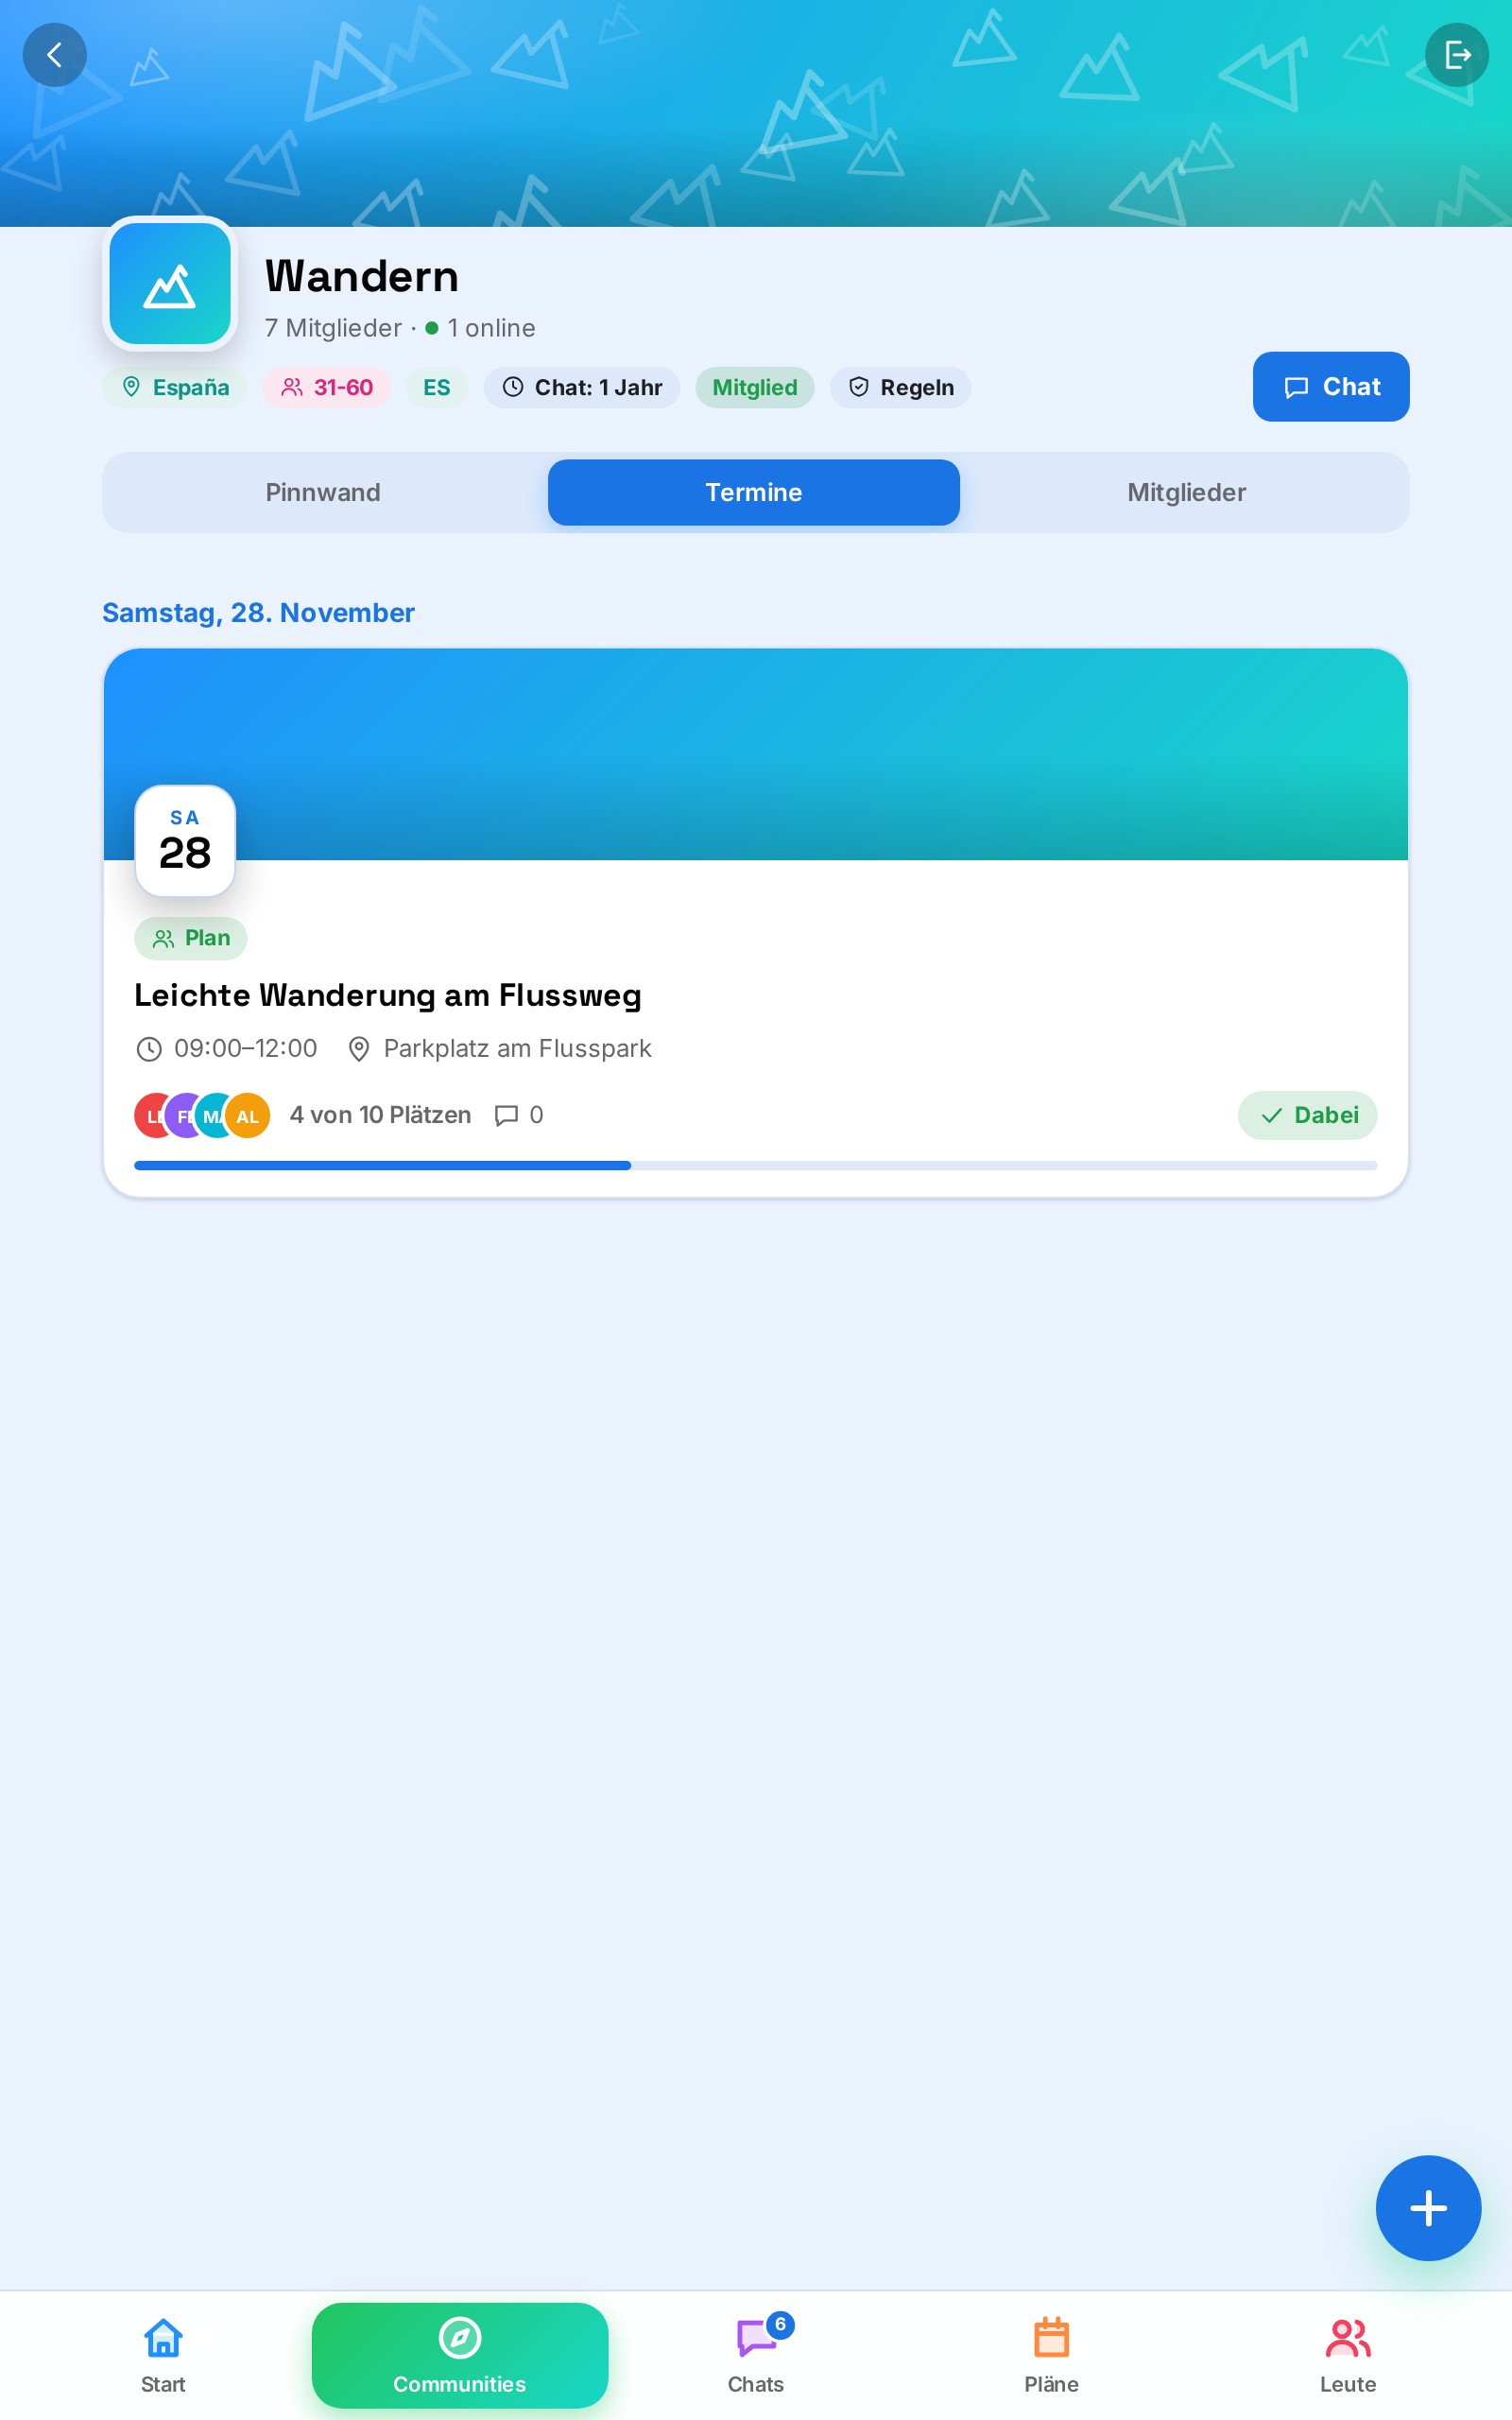 Wandern
7 Mitglieder · 1 online
España 31-60 ES Chat: 1 Jahr Mitglied Regeln
Chat
Pinnwand Termine Mitglieder
Samstag, 28. November
SA
28
Plan
Leichte Wanderung am Flussweg
09:00–12:00 Parkplatz am Flusspark
AL 4 von 10 Plätzen 0 Dabei
6
Start Communities Chats Pläne Leute